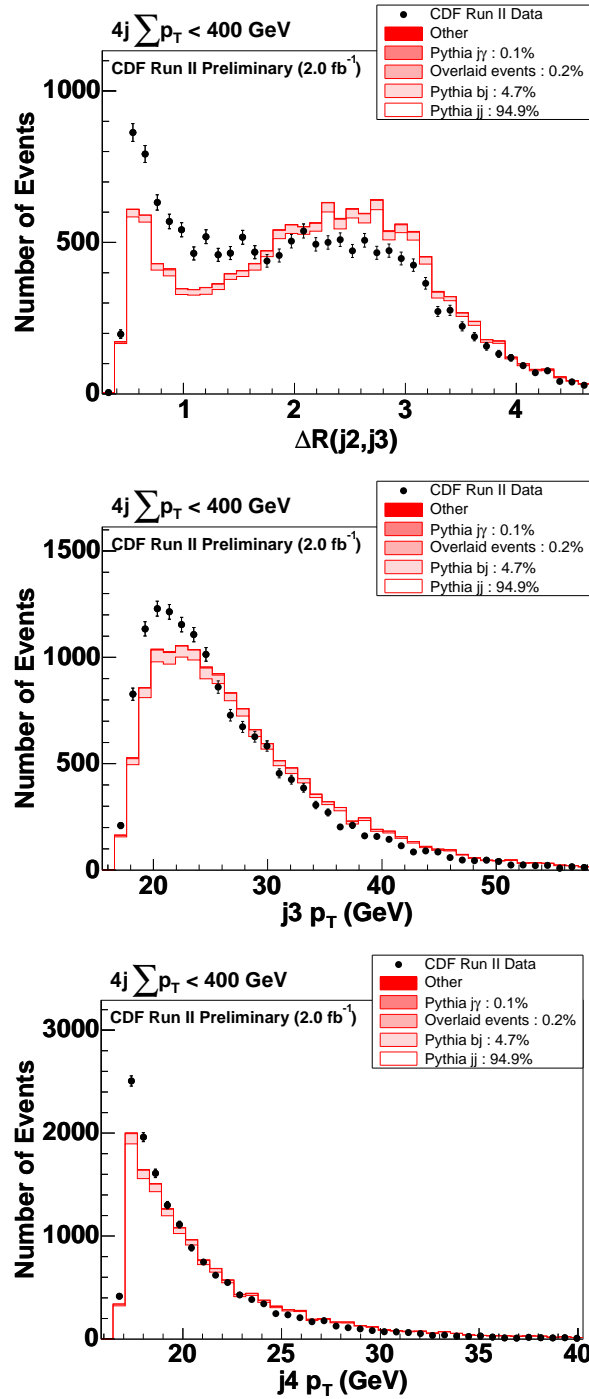 4j ∑p_T < 400 GeV
CDF Run II Data
Other
Pythia jγ : 0.1%
Overlaid events : 0.2%
Pythia bj : 4.7%
Pythia jj : 94.9%
CDF Run II Preliminary (2.0 fb⁻¹)
Number of Events
1000
500
0
1 2 3 4
ΔR(j2,j3)
4j ∑p_T < 400 GeV
CDF Run II Data
Other
Pythia jγ : 0.1%
Overlaid events : 0.2%
Pythia bj : 4.7%
Pythia jj : 94.9%
CDF Run II Preliminary (2.0 fb⁻¹)
Number of Events
1500
1000
500
0
20 30 40 50
j3 p_T (GeV)
4j ∑p_T < 400 GeV
CDF Run II Data
Other
Pythia jγ : 0.1%
Overlaid events : 0.2%
Pythia bj : 4.7%
Pythia jj : 94.9%
CDF Run II Preliminary (2.0 fb⁻¹)
Number of Events
3000
2000
1000
0
20 25 30 35 40
j4 p_T (GeV)